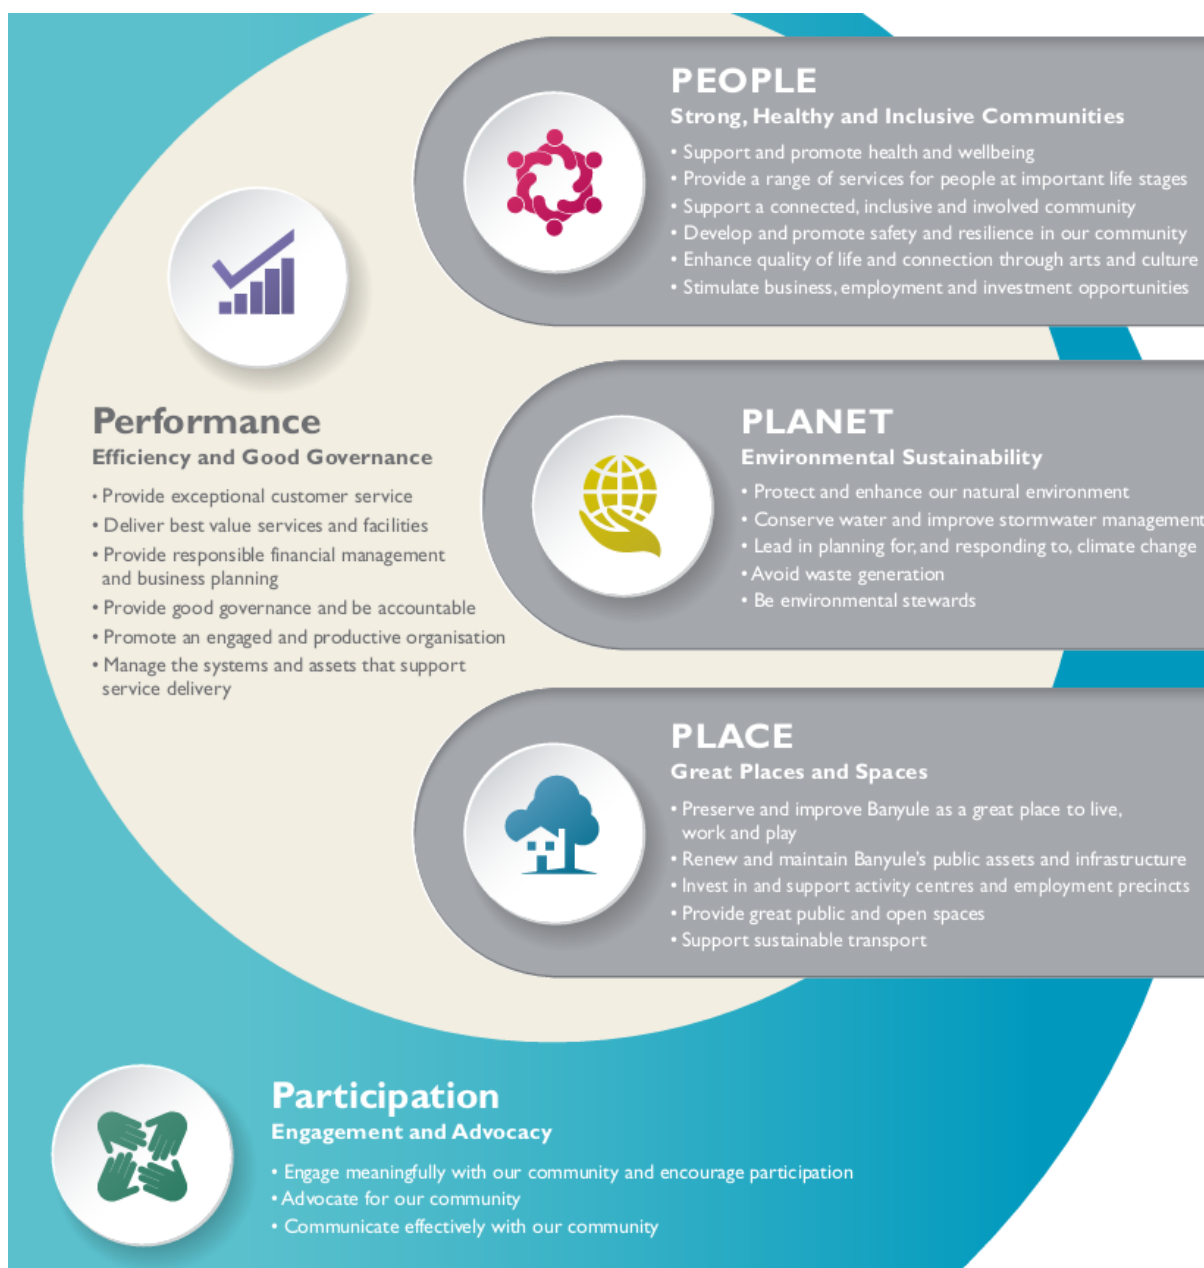 PEOPLE
Strong, Healthy and Inclusive Communities
• Support and promote health and wellbeing
• Provide a range of services for people at important life stages
• Support a connected, inclusive and involved community
• Develop and promote safety and resilience in our community
• Enhance quality of life and connection through arts and culture
• Stimulate business, employment and investment opportunities
Performance
Efficiency and Good Governance
• Provide exceptional customer service
• Deliver best value services and facilities
• Provide responsible financial management
and business planning
• Provide good governance and be accountable
• Promote an engaged and productive organisation
• Manage the systems and assets that support
service delivery
PLANET
Environmental Sustainability
• Protect and enhance our natural environment
• Conserve water and improve stormwater management
• Lead in planning for, and responding to, climate change
• Avoid waste generation
• Be environmental stewards
PLACE
Great Places and Spaces
• Preserve and improve Banyule as a great place to live,
work and play
• Renew and maintain Banyule's public assets and infrastructure
• Invest in and support activity centres and employment precincts
• Provide great public and open spaces
• Support sustainable transport
Participation
Engagement and Advocacy
• Engage meaningfully with our community and encourage participation
• Advocate for our community
• Communicate effectively with our community